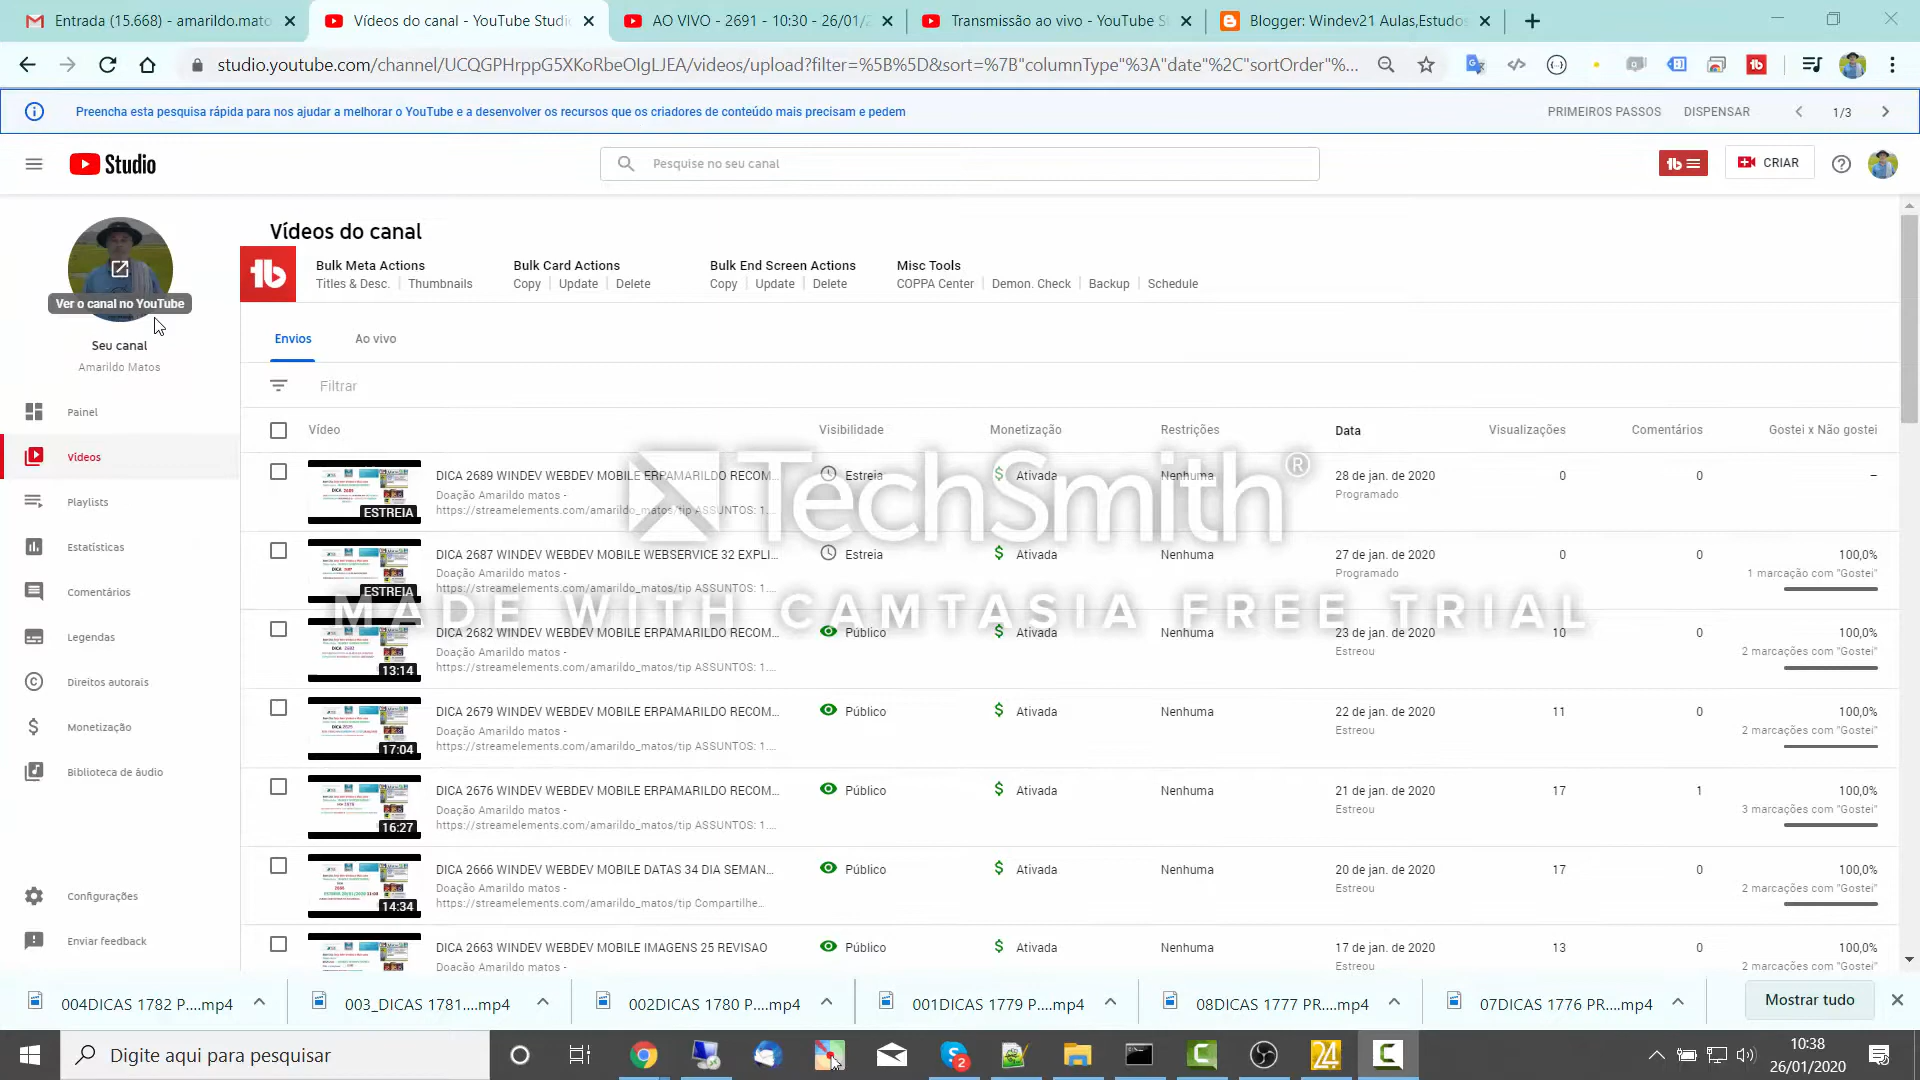 Entrada (15.668) - amarildo.mato
Vídeos do canal - YouTube Studi
AO VIVO - 2691 - 10:30 - 26/01/2
Transmissão ao vivo - YouTube S
Blogger: Windev21 Aulas,Estudos
studio.youtube.com/channel/UCQGPHrppG5XKoRbeOIgLJEA/videos/upload?filter=%5B%5D&sort=%7B"columnType"%3A"date"%2C"sortOrder"%...
Preencha esta pesquisa rápida para nos ajudar a melhorar o YouTube e a desenvolver os recursos que os criadores de conteúdo mais precisam e pedem
PRIMEIROS PASSOS
DISPENSAR
1/3
Studio
Pesquise no seu canal
CRIAR
Ver o canal no YouTube
Seu canal
Amarildo Matos
Painel
Vídeos
Playlists
Estatísticas
Comentários
Legendas
Direitos autorais
Monetização
Biblioteca de áudio
Configurações
Enviar feedback
Vídeos do canal
Bulk Meta Actions
Titles & Desc. Thumbnails
Bulk Card Actions
Copy Update Delete
Bulk End Screen Actions
Copy Update Delete
Misc Tools
COPPA Center Demon. Check Backup Schedule
Envios
Ao vivo
Filtrar
Vídeo Visibilidade Monetização Restrições Data Visualizações Comentários Gostei x Não gostei
DICA 2689 WINDEV WEBDEV MOBILE ERPAMARILDO RECOM... Estreia Ativada Nenhuma 28 de jan. de 2020 0 0 –
Doação Amarildo matos - Programado
https://streamelements.com/amarildo_matos/tip ASSUNTOS: 1....
ESTREIA
DICA 2687 WINDEV WEBDEV MOBILE WEBSERVICE 32 EXPLI... Estreia Ativada Nenhuma 27 de jan. de 2020 0 0 100,0%
Doação Amarildo matos - Programado 1 marcação com "Gostei"
https://streamelements.com/amarildo_matos/tip ASSUNTOS: 1....
ESTREIA
DICA 2682 WINDEV WEBDEV MOBILE ERPAMARILDO RECOM... Público Ativada Nenhuma 23 de jan. de 2020 10 0 100,0%
Doação Amarildo matos - Estreou 2 marcações com "Gostei"
https://streamelements.com/amarildo_matos/tip ASSUNTOS: 1....
13:14
DICA 2679 WINDEV WEBDEV MOBILE ERPAMARILDO RECOM... Público Ativada Nenhuma 22 de jan. de 2020 11 0 100,0%
Doação Amarildo matos - Estreou 2 marcações com "Gostei"
https://streamelements.com/amarildo_matos/tip ASSUNTOS: 1....
17:04
DICA 2676 WINDEV WEBDEV MOBILE ERPAMARILDO RECOM... Público Ativada Nenhuma 21 de jan. de 2020 17 1 100,0%
Doação Amarildo matos - Estreou 3 marcações com "Gostei"
https://streamelements.com/amarildo_matos/tip ASSUNTOS: 1....
16:27
DICA 2666 WINDEV WEBDEV MOBILE DATAS 34 DIA SEMAN... Público Ativada Nenhuma 20 de jan. de 2020 17 0 100,0%
Doação Amarildo matos - Estreou 2 marcações com "Gostei"
https://streamelements.com/amarildo_matos/tip Compartilhe...
14:34
DICA 2663 WINDEV WEBDEV MOBILE IMAGENS 25 REVISAO Público Ativada Nenhuma 17 de jan. de 2020 13 0 100,0%
Doação Amarildo matos - 2 marcações com "Gostei"
TechSmith®
MADE WITH CAMTASIA FREE TRIAL
004DICAS 1782 P....mp4
003_DICAS 1781....mp4
002DICAS 1780 P....mp4
001DICAS 1779 P....mp4
08DICAS 1777 PR....mp4
07DICAS 1776 PR....mp4
Mostrar tudo
Digite aqui para pesquisar
10:38
26/01/2020